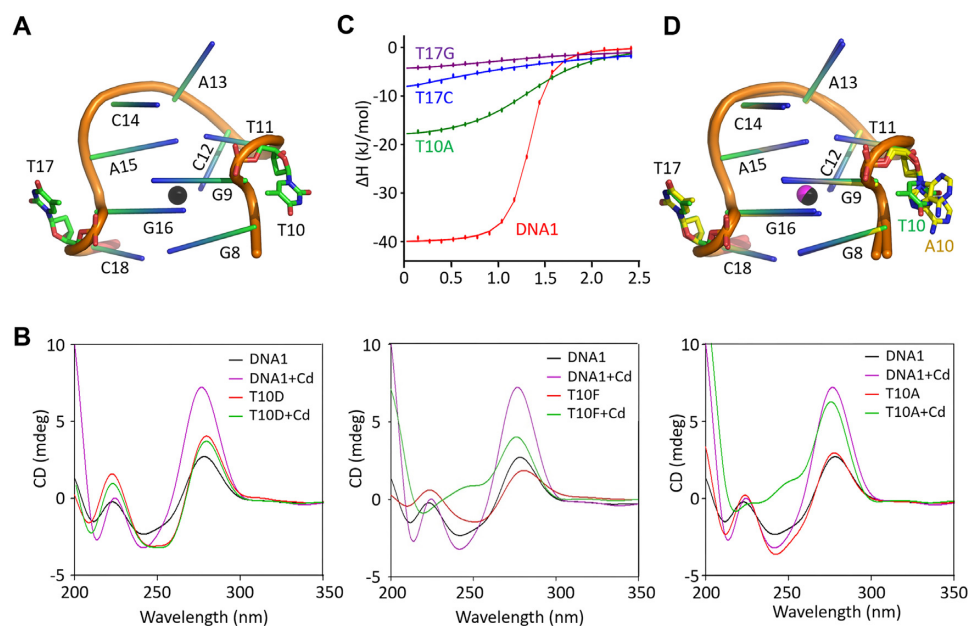 A
A13
C14
T11
A15
C12
T17
G9
G16
T10
G8
C18
C
0
-10
-20
-30
-40
ΔH (kJ/mol)
T17G
T17C
T10A
DNA1
0.0
0.5
1.0
1.5
2.0
2.5
D
A13
C14
T11
A15
C12
T17
G9
G16
T10
G8
A10
C18
B
10
5
0
-5
CD (mdeg)
DNA1
DNA1+Cd
T10D
T10D+Cd
200 250 300 350
Wavelength (nm)
10
5
0
-5
CD (mdeg)
DNA1
DNA1+Cd
T10F
T10F+Cd
200 250 300 350
Wavelength (nm)
10
5
0
-5
CD (mdeg)
DNA1
DNA1+Cd
T10A
T10A+Cd
200 250 300 350
Wavelength (nm)